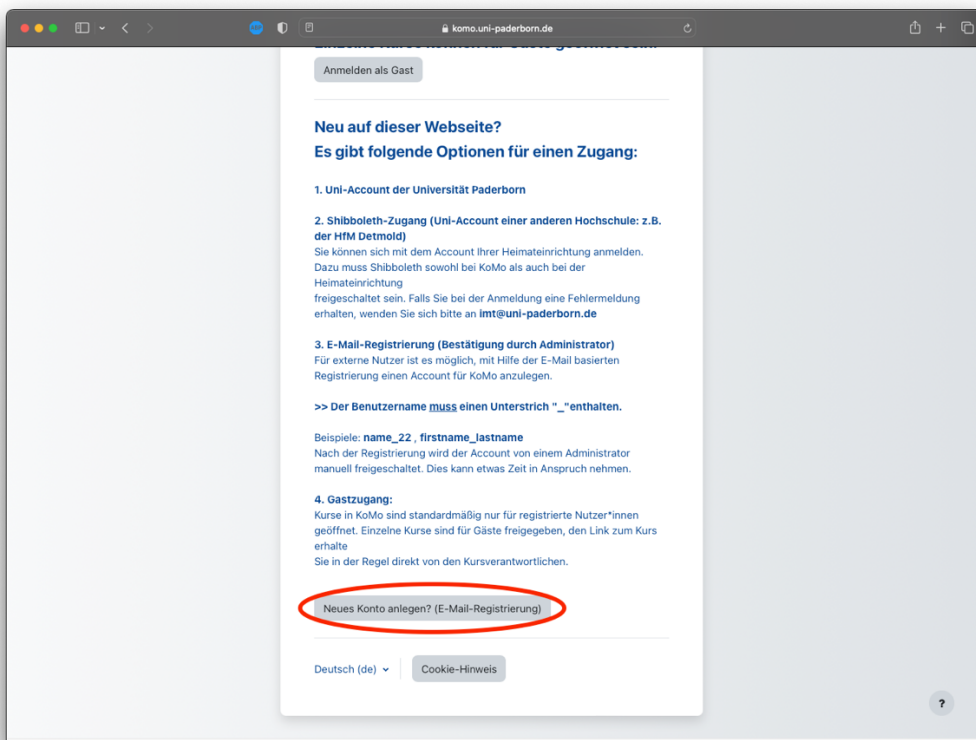 komo.uni-paderborn.de
Anmelden als Gast
Neu auf dieser Webseite?
Es gibt folgende Optionen für einen Zugang:
1. Uni-Account der Universität Paderborn
2. Shibboleth-Zugang (Uni-Account einer anderen Hochschule: z.B.
der HfM Detmold)
Sie können sich mit dem Account Ihrer Heimateinrichtung anmelden.
Dazu muss Shibboleth sowohl bei KoMo als auch bei der
Heimateinrichtung
freigeschaltet sein. Falls Sie bei der Anmeldung eine Fehlermeldung
erhalten, wenden Sie sich bitte an imt@uni-paderborn.de
3. E-Mail-Registrierung (Bestätigung durch Administrator)
Für externe Nutzer ist es möglich, mit Hilfe der E-Mail basierten
Registrierung einen Account für KoMo anzulegen.
>> Der Benutzername muss einen Unterstrich "_"enthalten.
Beispiele: name_22 , firstname_lastname
Nach der Registrierung wird der Account von einem Administrator
manuell freigeschaltet. Dies kann etwas Zeit in Anspruch nehmen.
4. Gastzugang:
Kurse in KoMo sind standardmäßig nur für registrierte Nutzer*innen
geöffnet. Einzelne Kurse sind für Gäste freigegeben, den Link zum Kurs
erhalte
Sie in der Regel direkt von den Kursverantwortlichen.
Neues Konto anlegen? (E-Mail-Registrierung)
Deutsch (de)
Cookie-Hinweis
?